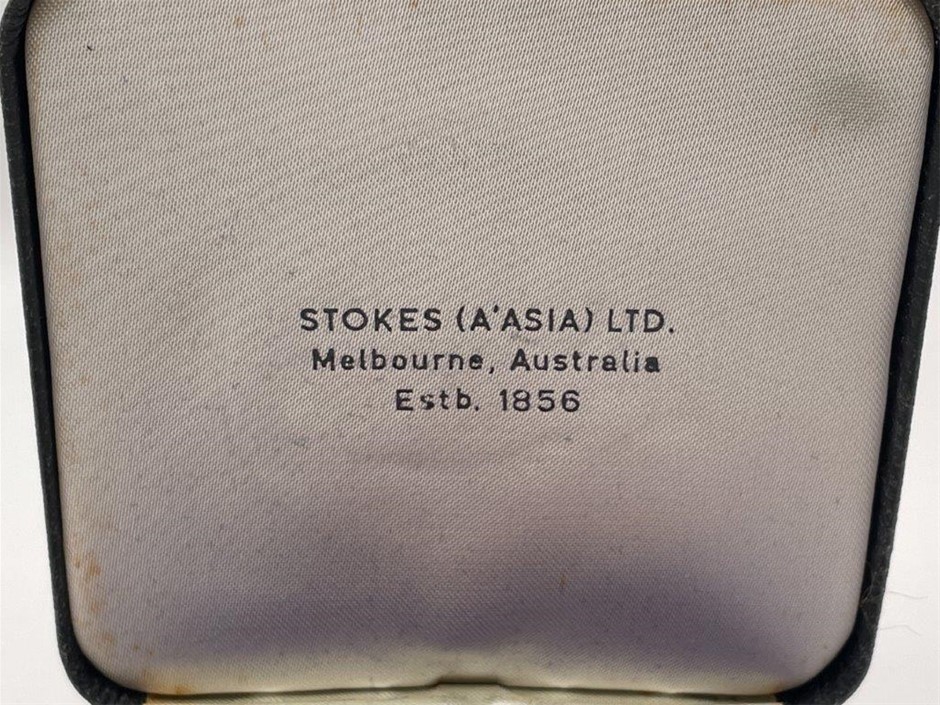 STOKES (A'ASIA) LTD.
Melbourne, Australia
Estb. 1856